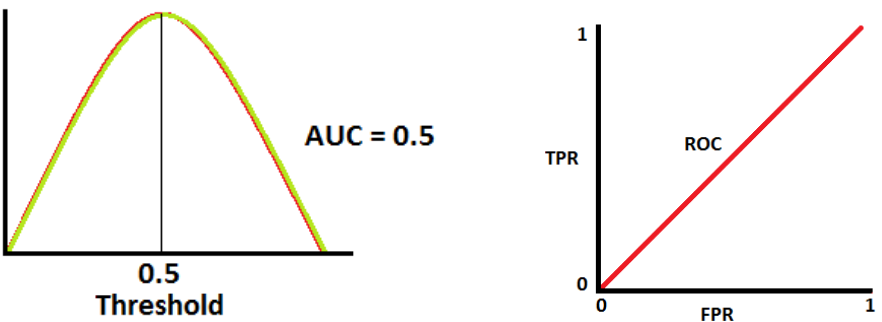 AUC = 0.5
0.5
Threshold
1
TPR
ROC
0
0
FPR
1